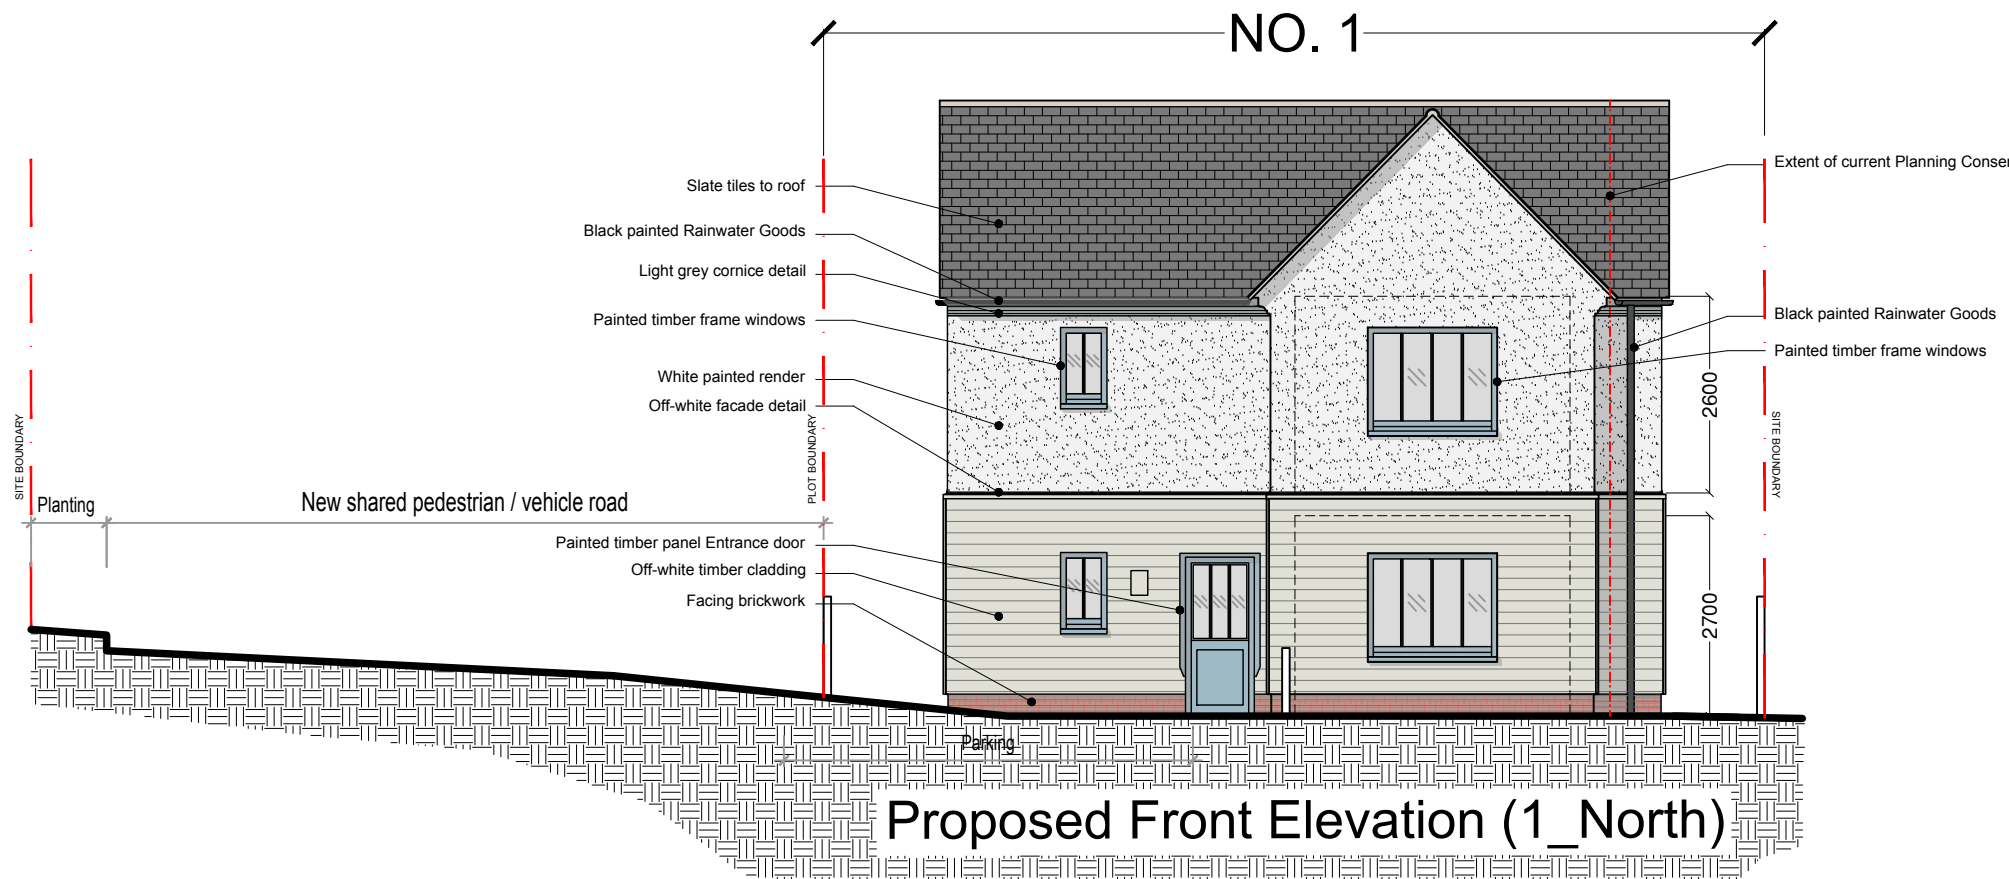 NO. 1
Slate tiles to roof
Black painted Rainwater Goods
Light grey cornice detail
Painted timber frame windows
White painted render
Off-white facade detail
Painted timber panel Entrance door
Off-white timber cladding
Facing brickwork
Extent of current Planning Conse
Black painted Rainwater Goods
Painted timber frame windows
2600
2700
SITE BOUNDARY
PLOT BOUNDARY
SITE BOUNDARY
Planting
New shared pedestrian / vehicle road
Parking
Proposed Front Elevation (1_North)